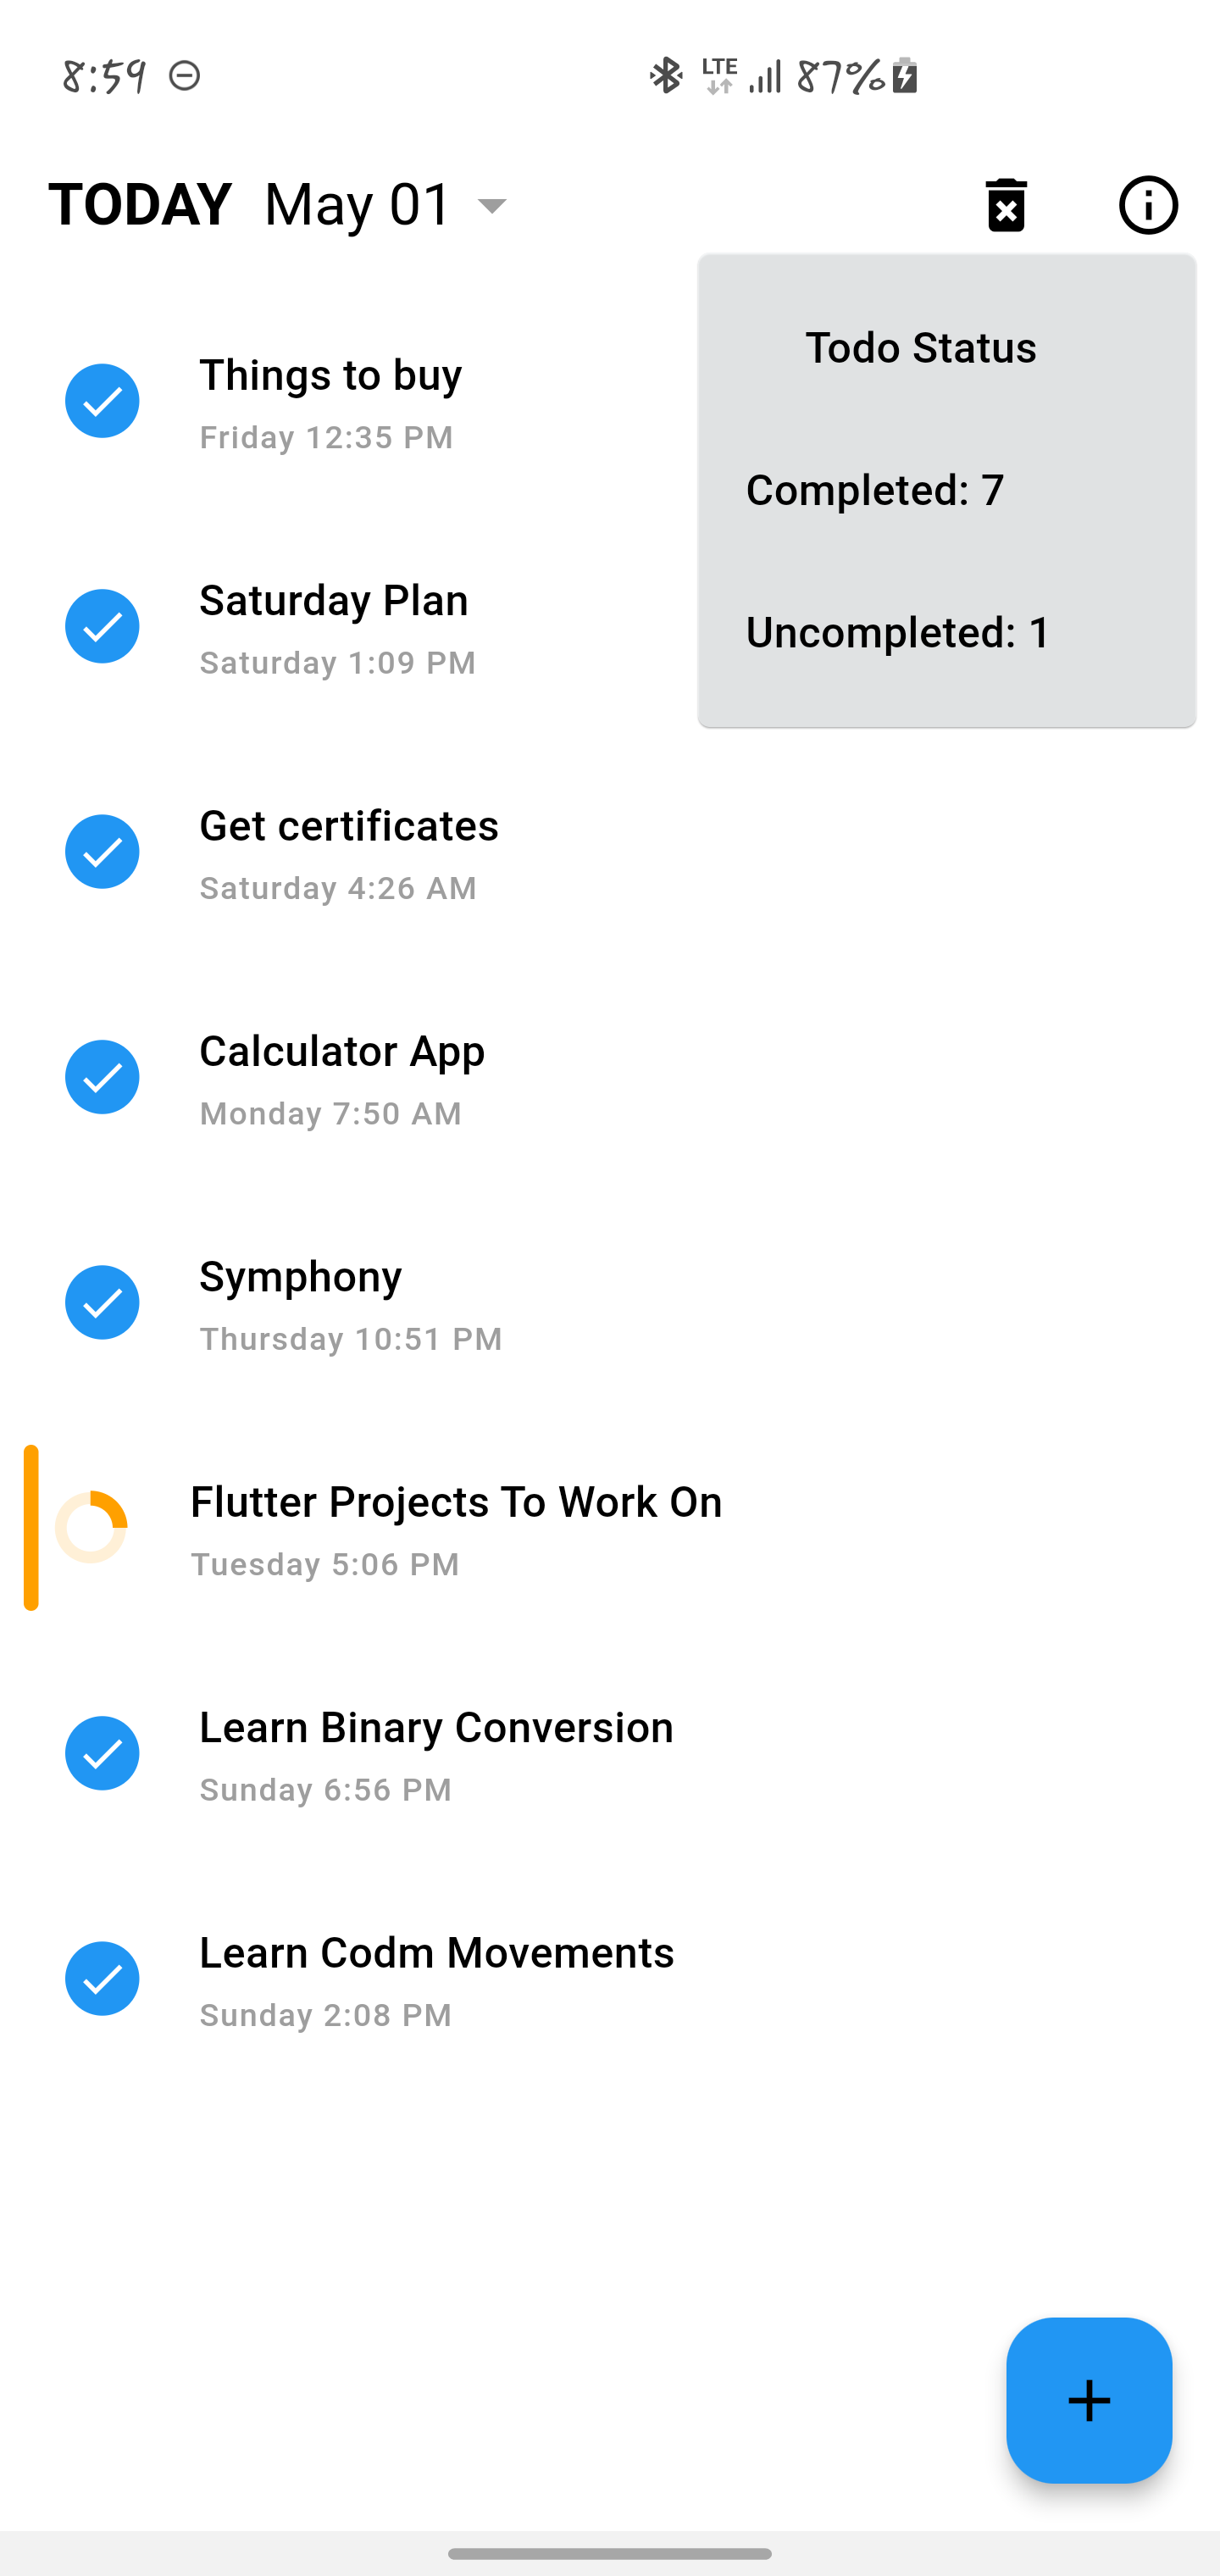 8:59 LTE 87%
TODAY May 01
Todo Status
Completed: 7
Uncompleted: 1
Things to buy
Friday 12:35 PM
Saturday Plan
Saturday 1:09 PM
Get certificates
Saturday 4:26 AM
Calculator App
Monday 7:50 AM
Symphony
Thursday 10:51 PM
Flutter Projects To Work On
Tuesday 5:06 PM
Learn Binary Conversion
Sunday 6:56 PM
Learn Codm Movements
Sunday 2:08 PM